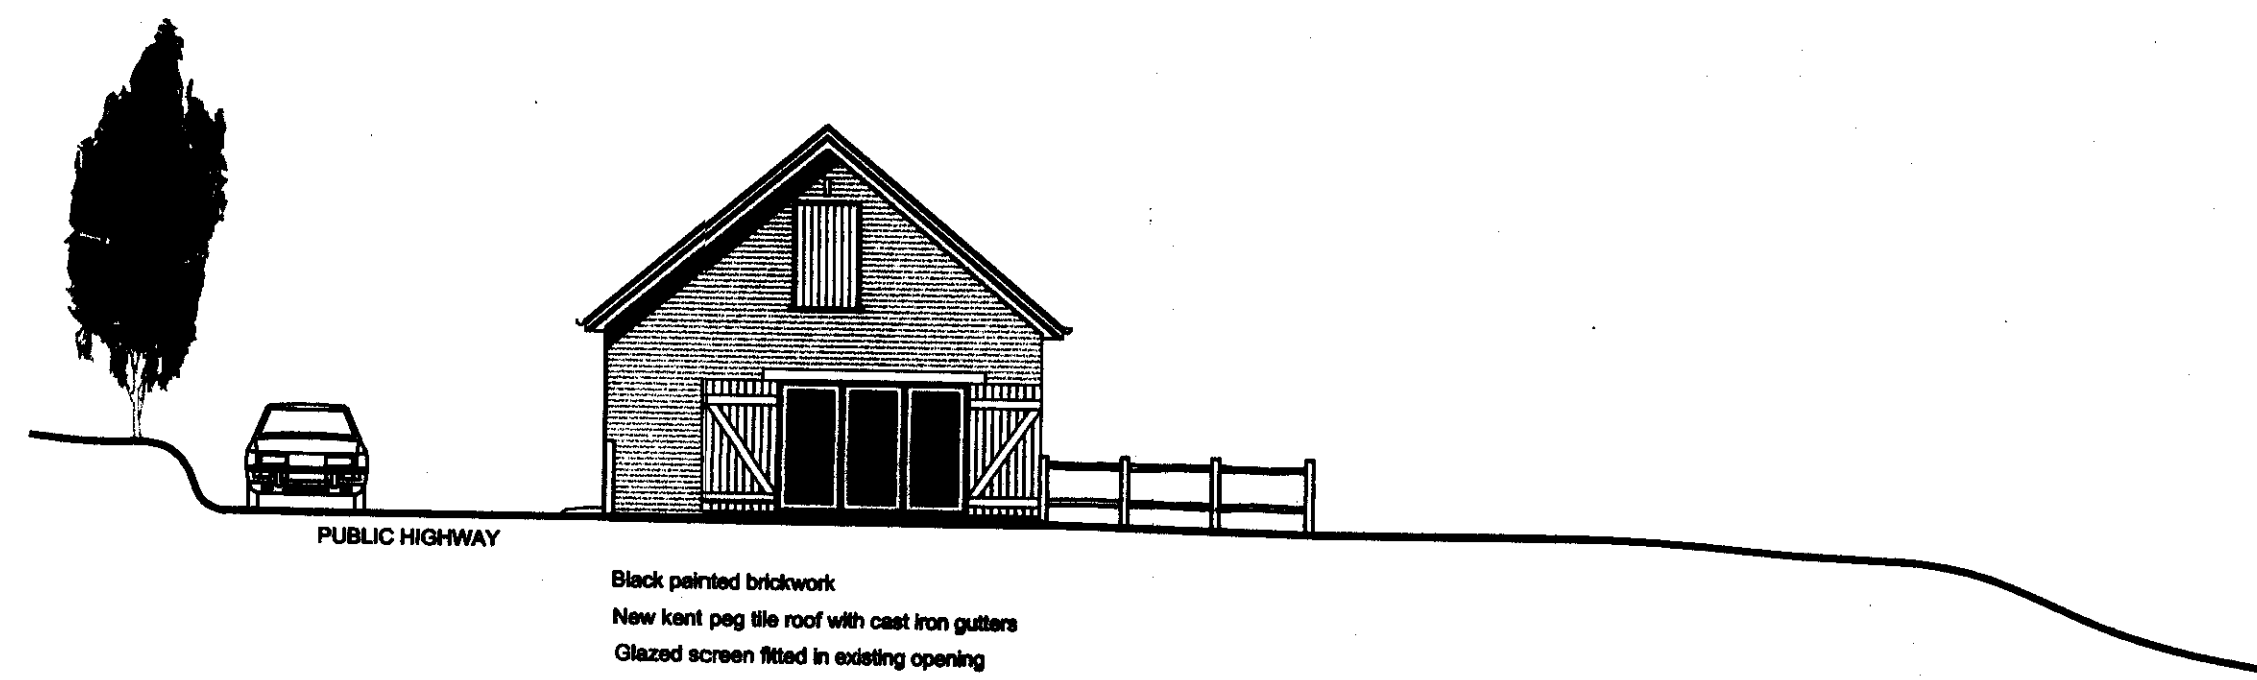 PUBLIC HIGHWAY
Black painted brickwork
New kent peg tile roof with cast iron gutters
Glazed screen fitted in existing opening